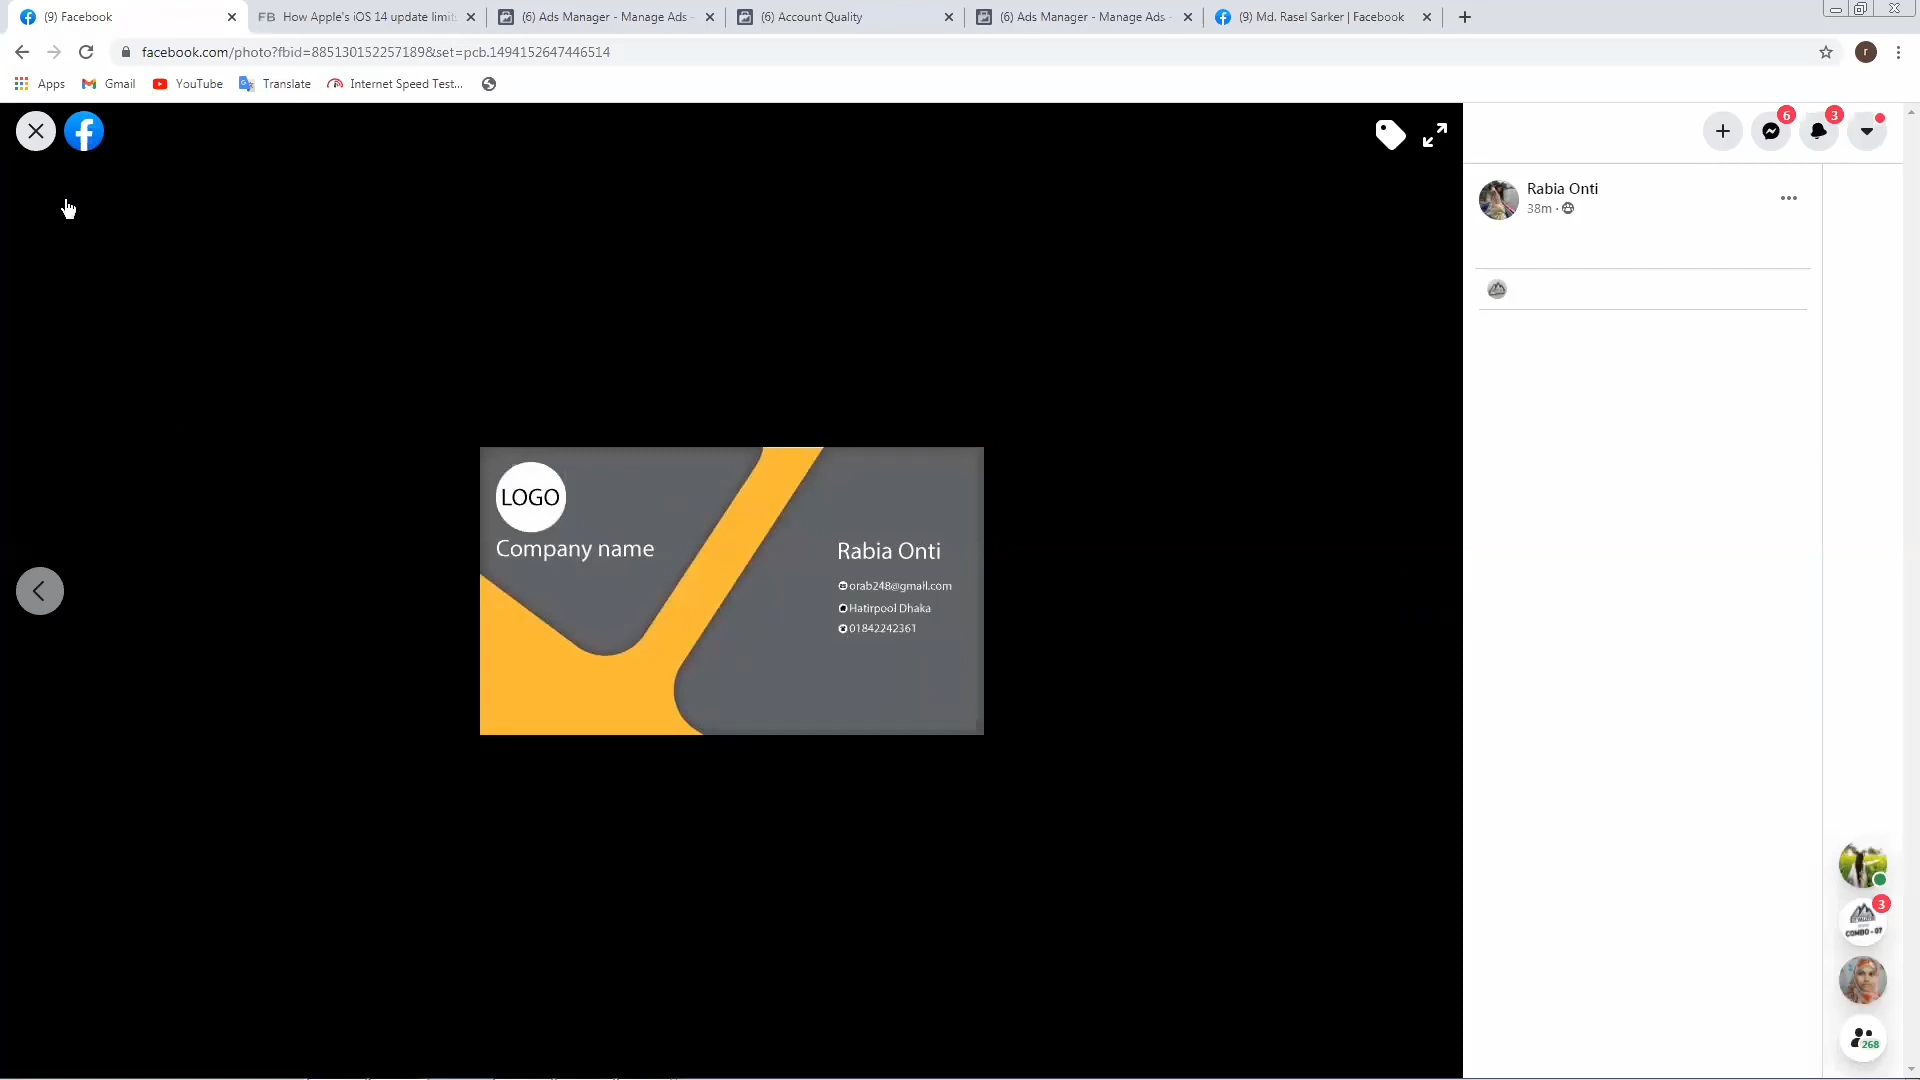 (9) Facebook
How Apple's iOS 14 update limit
(6) Ads Manager - Manage Ads -
(6) Account Quality
(6) Ads Manager - Manage Ads -
(9) Md. Rasel Sarker | Facebook
facebook.com/photo?fbid=885130152257189&set=pcb.1494152647446514
r
Apps
Gmail
YouTube
Translate
Internet Speed Test...
6
3
Rabia Onti
38m
LOGO
Company name
Rabia Onti
orab248@gmail.com
Hatirpool Dhaka
01842242361
3
COMBO - 07
268